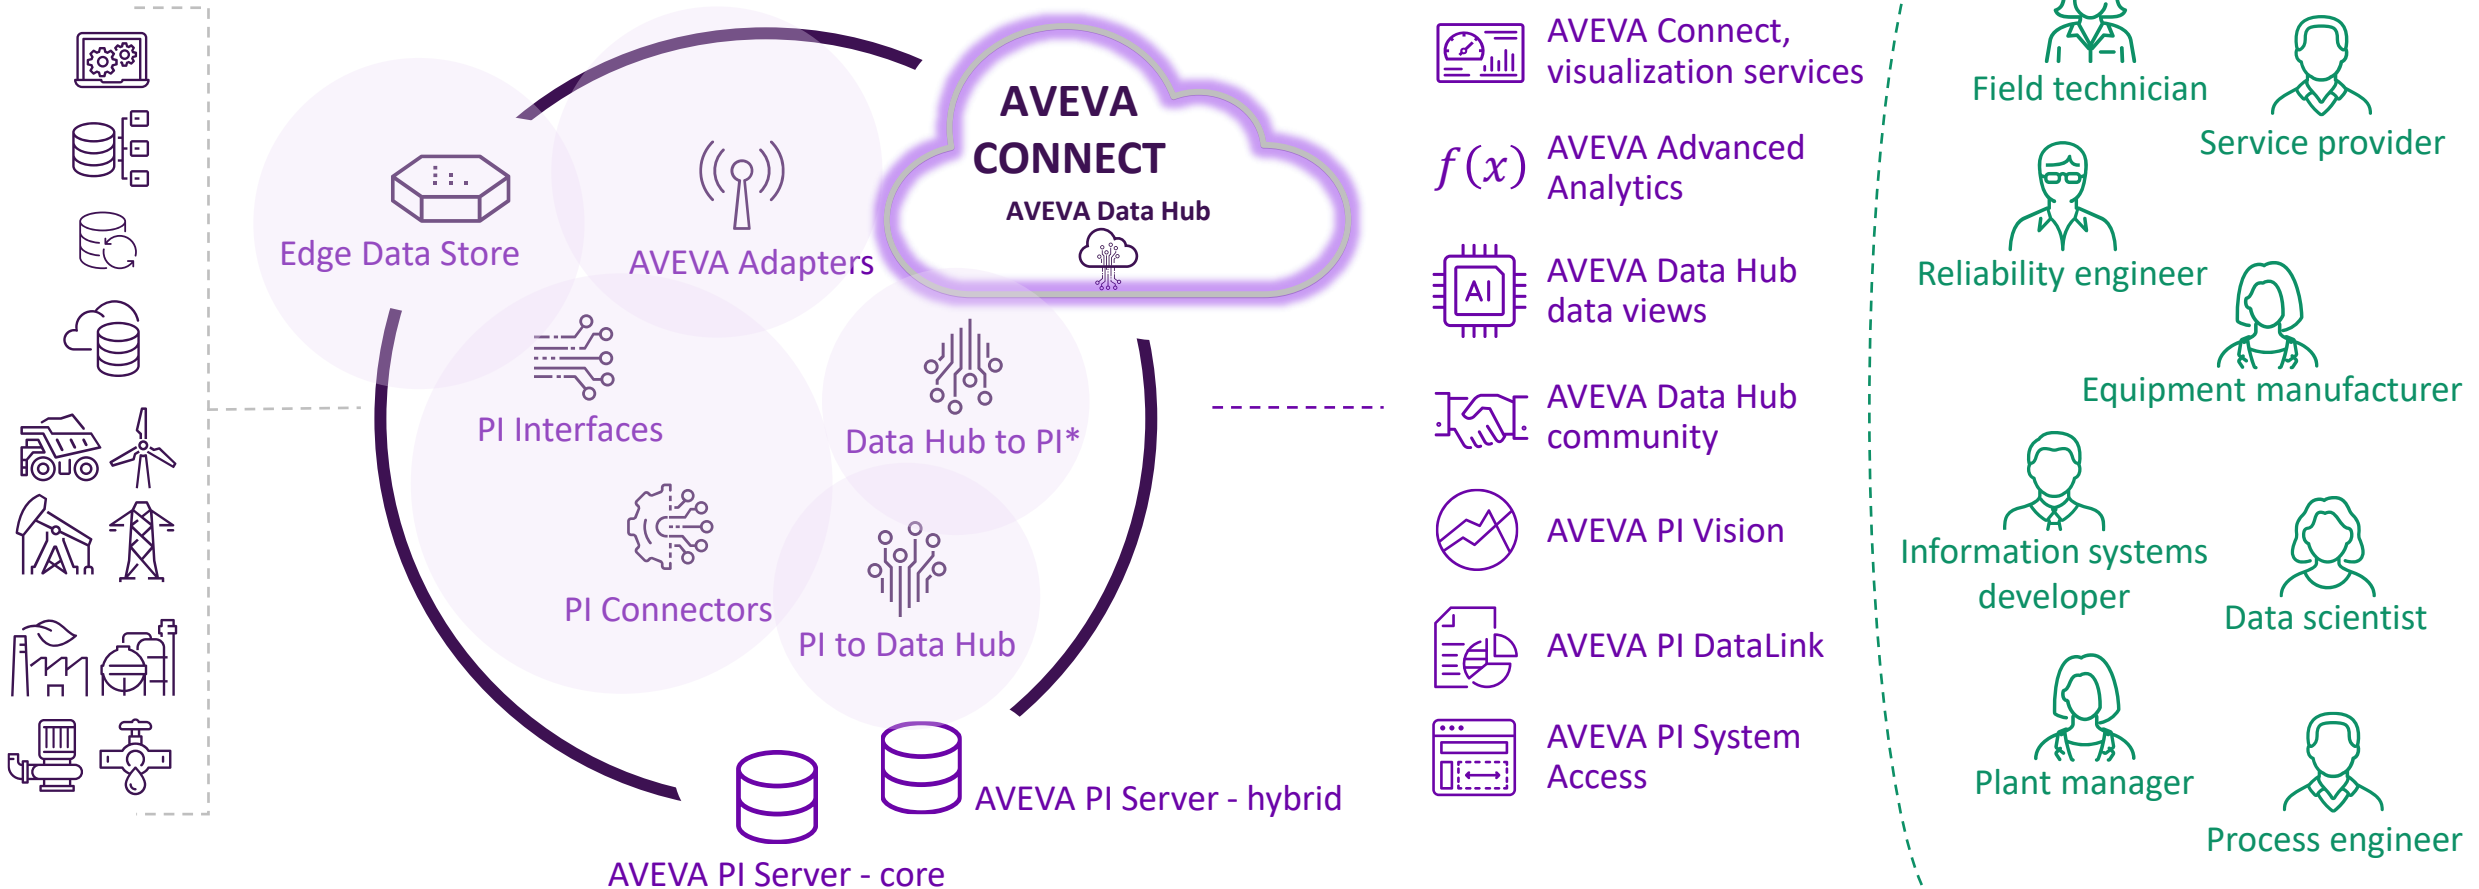 AVEVA
CONNECT
AVEVA Data Hub
Edge Data Store
AVEVA Adapters
PI Interfaces
Data Hub to PI*
PI Connectors
PI to Data Hub
AVEVA PI Server - hybrid
AVEVA PI Server - core
AVEVA Connect,
visualization services
f(x)
AVEVA Advanced
Analytics
AI
AVEVA Data Hub
data views
AVEVA Data Hub
community
AVEVA PI Vision
AVEVA PI DataLink
AVEVA PI System
Access
Field technician
Service provider
Reliability engineer
Equipment manufacturer
Information systems
developer
Data scientist
Plant manager
Process engineer